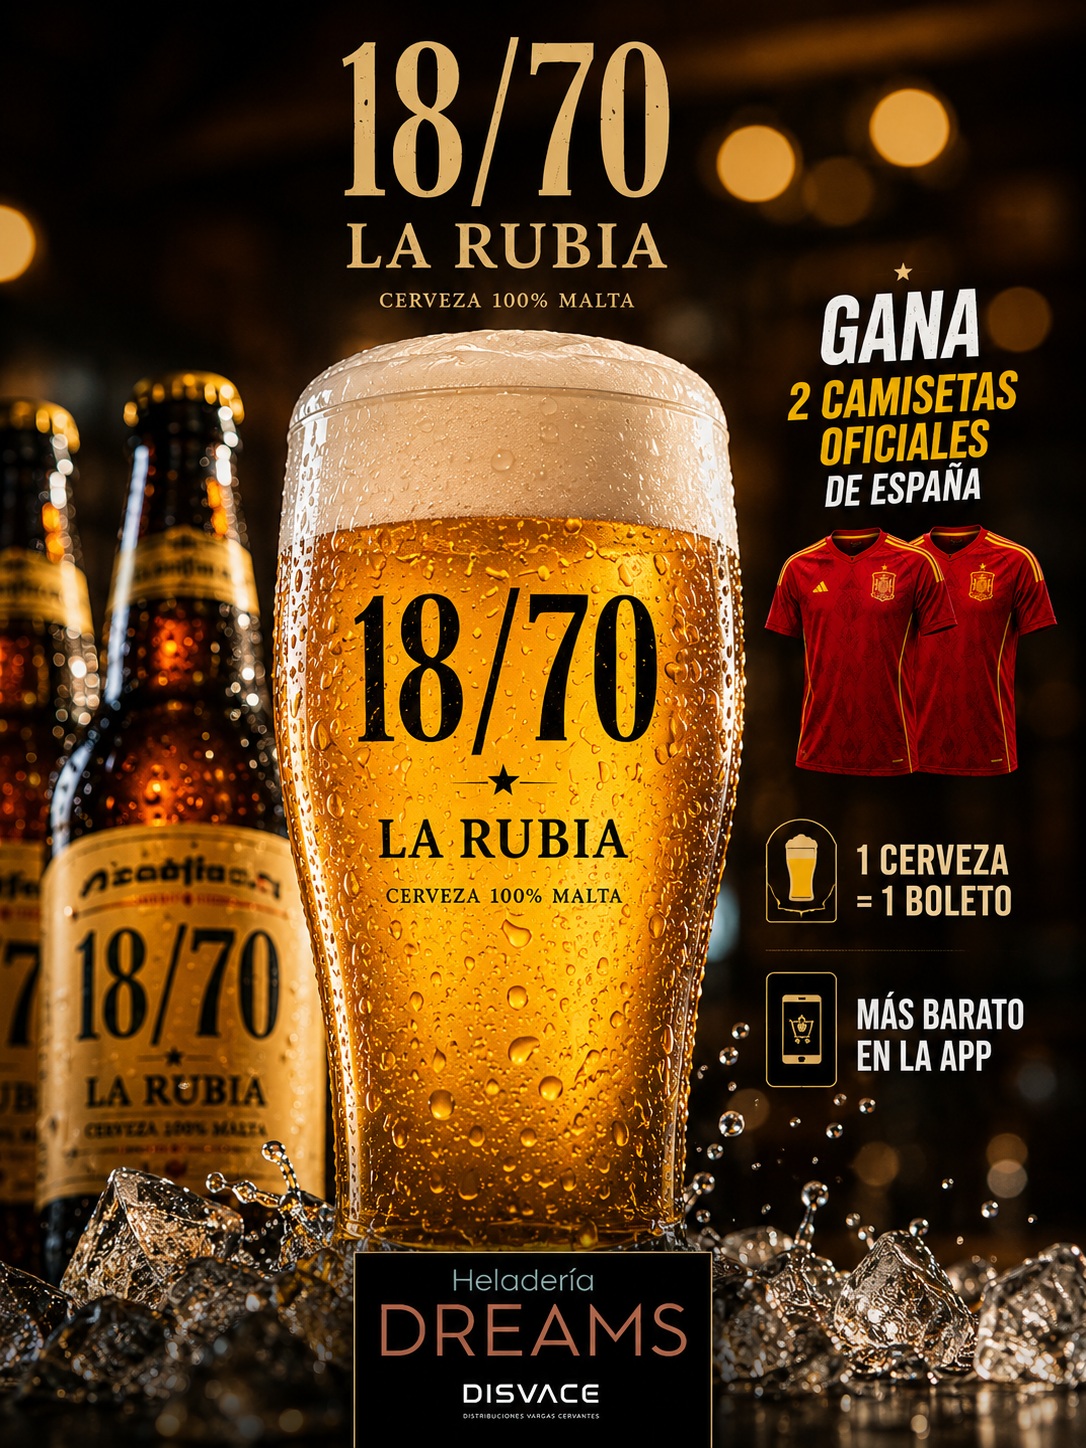 18/70
LA RUBIA
CERVEZA 100% MALTA
GANA
2 CAMISETAS
OFICIALES
DE ESPAÑA
18/70
LA RUBIA
CERVEZA 100% MALTA
1 CERVEZA
= 1 BOLETO
MÁS BARATO
EN LA APP
18/70
LA RUBIA
CERVEZA 100% MALTA
Heladería
DREAMS
DISVACE
DISTRIBUCIONES VARGAS CERVANTES